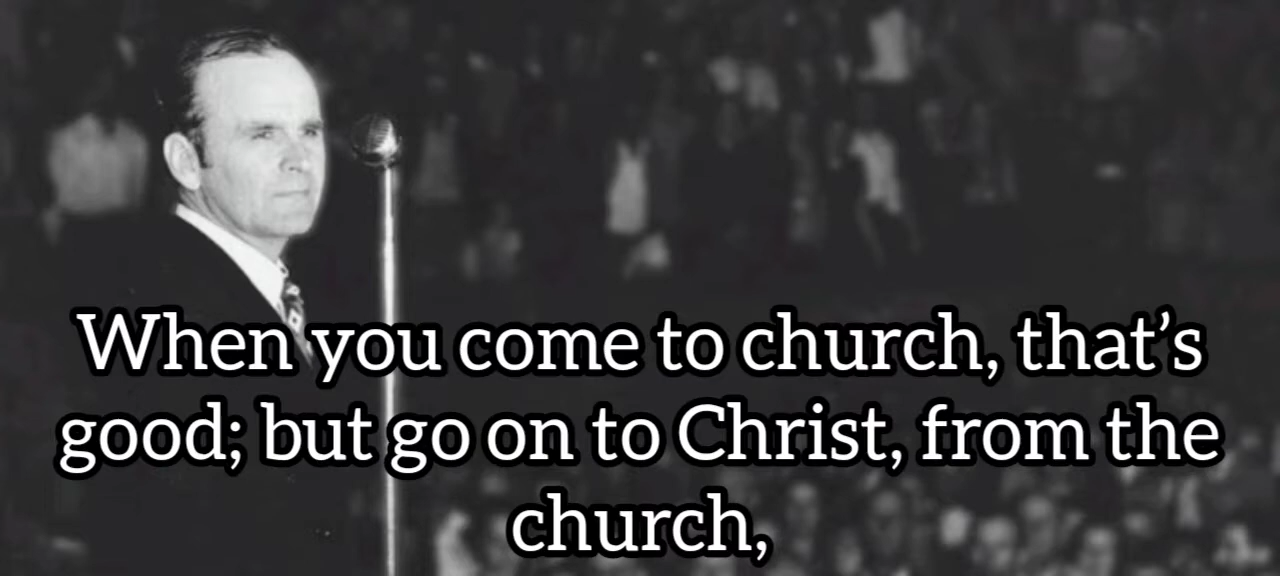 When you come to church, that’s
good; but go on to Christ, from the
church,